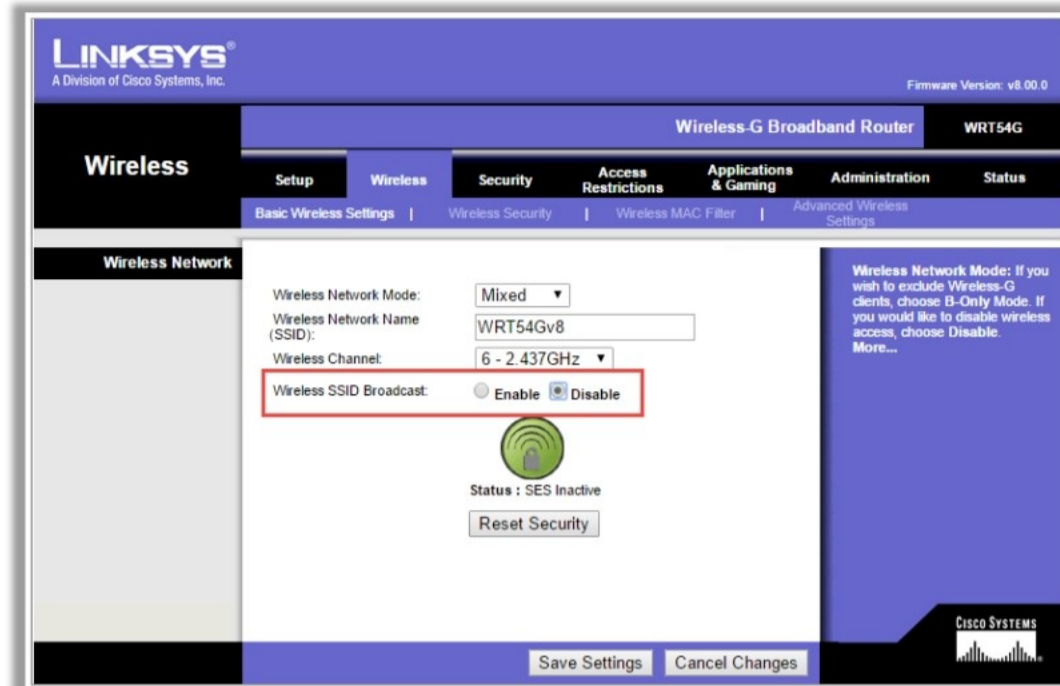 LINKSYS®
A Division of Cisco Systems, Inc.
Firmware Version: v8.00.0
Wireless-G Broadband Router
WRT54G
Wireless
Setup
Wireless
Security
Access
Restrictions
Applications
& Gaming
Administration
Status
Basic Wireless Settings |
Wireless Security |
Wireless MAC Filter |
Advanced Wireless
Settings
Wireless Network
Wireless Network Mode: Mixed
Wireless Network Name
(SSID): WRT54Gv8
Wireless Channel: 6 - 2.437GHz
Wireless SSID Broadcast: Enable Disable
Status : SES Inactive
Reset Security
Wireless Network Mode: If you
wish to exclude Wireless-G
clients, choose B-Only Mode. If
you would like to disable wireless
access, choose Disable.
More...
Save Settings Cancel Changes
CISCO SYSTEMS